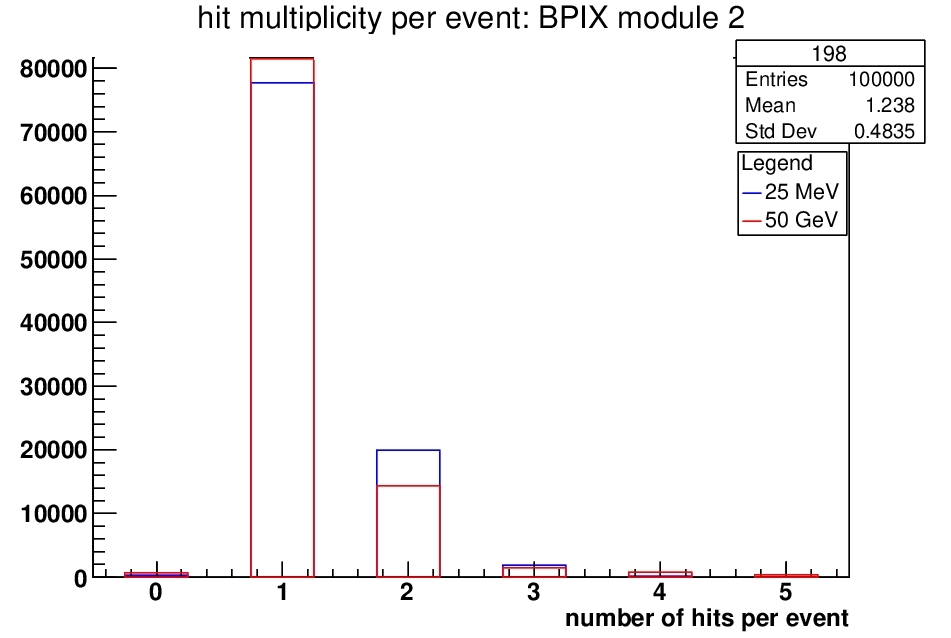 hit multiplicity per event: BPIX module 2
198
Entries 100000
Mean 1.238
Std Dev 0.4835
Legend
25 MeV
50 GeV
80000
70000
60000
50000
40000
30000
20000
10000
0
0 1 2 3 4 5
number of hits per event